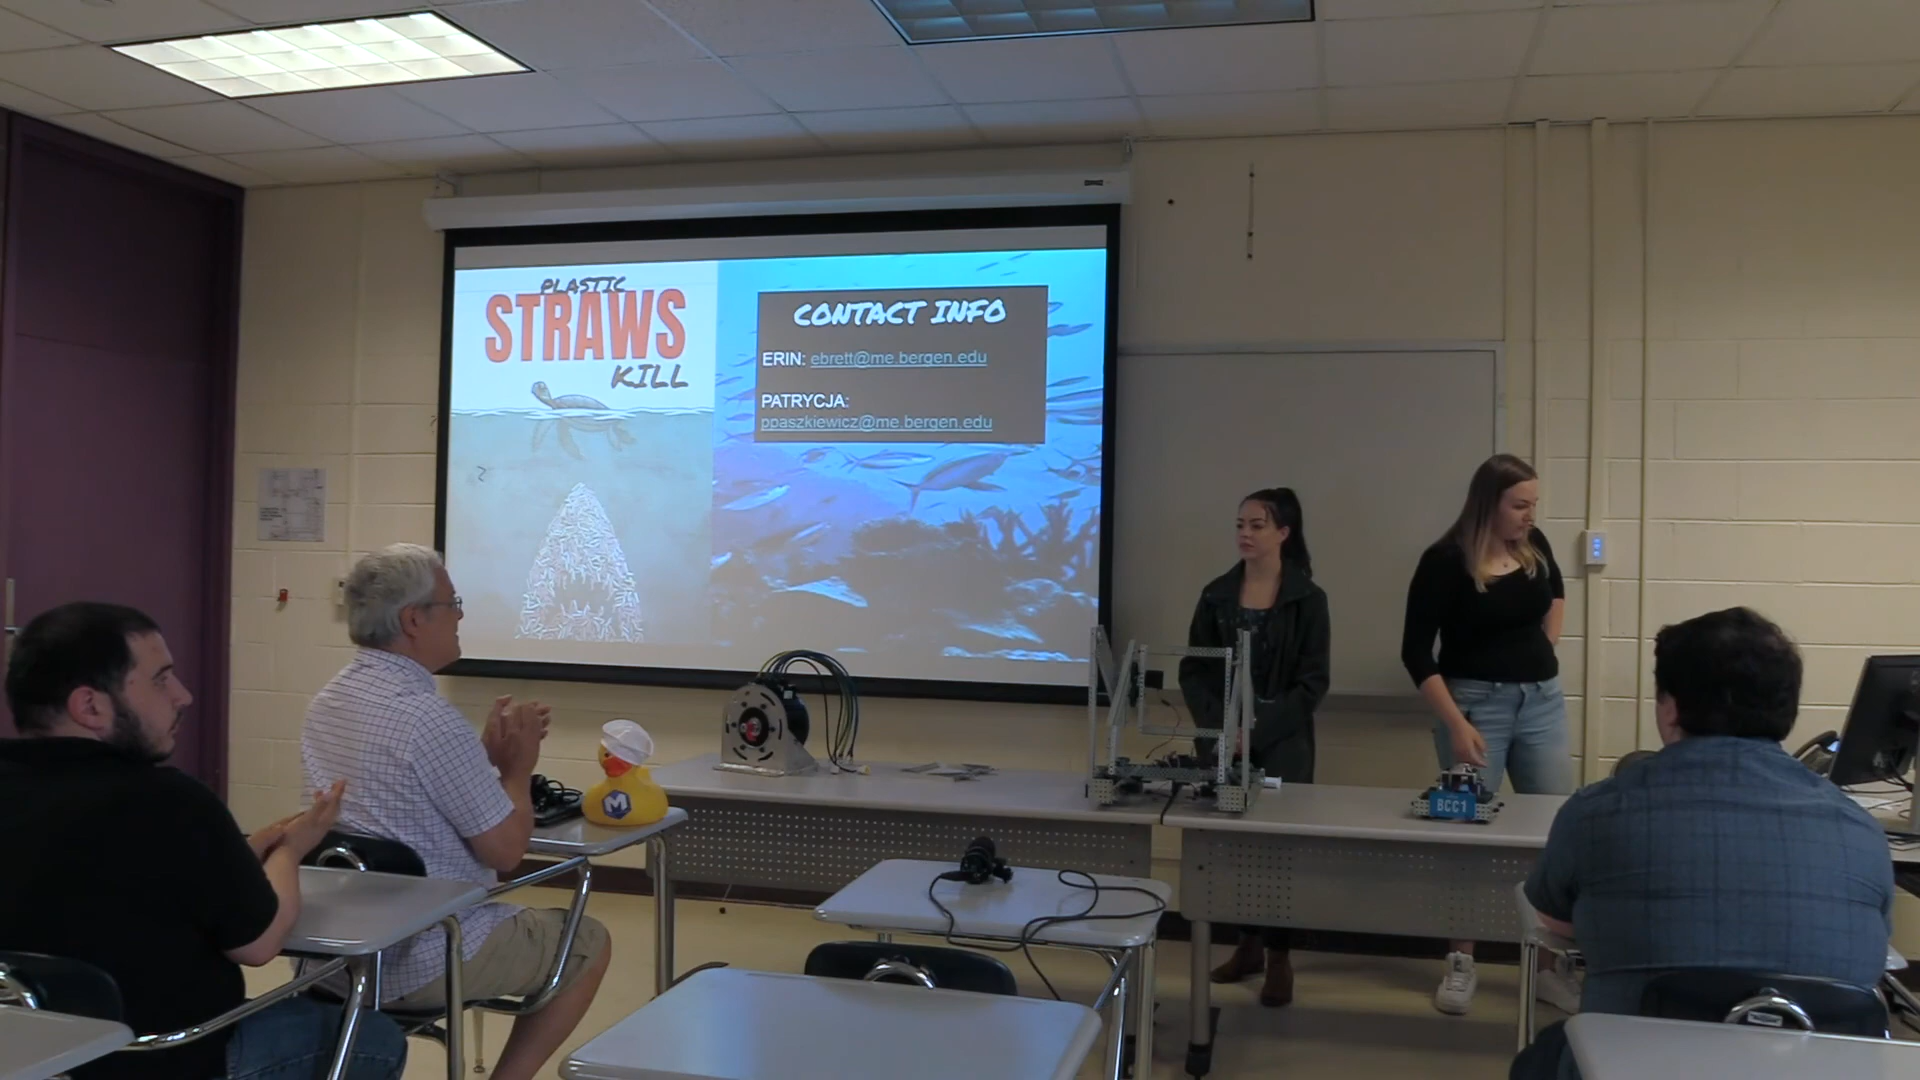 PLASTIC
STRAWS
KILL
CONTACT INFO
ERIN: ebrett@me.bergen.edu
PATRYCJA:
ppaszkiewicz@me.bergen.edu
M
BCC1